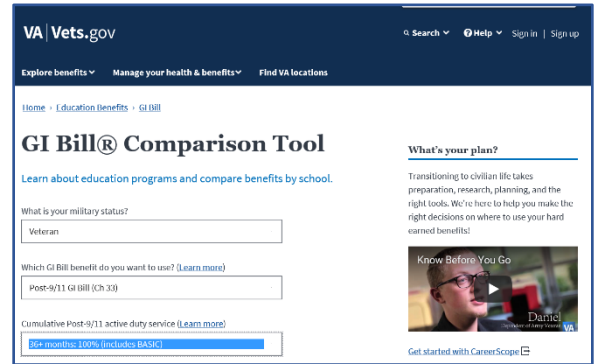 VA | Vets.gov
Search Help Sign in | Sign up
Explore benefits Manage your health & benefits Find VA locations
Home › Education Benefits › GI Bill
GI Bill® Comparison Tool
Learn about education programs and compare benefits by school.
What is your military status?
Veteran
Which GI Bill benefit do you want to use? (Learn more)
Post-9/11 GI Bill (Ch 33)
Cumulative Post-9/11 active duty service (Learn more)
36+ months: 100% (includes BASIC)
What's your plan?
Transitioning to civilian life takes
preparation, research, planning, and the
right tools. We're here to help you make the
right decisions on where to use your hard
earned benefits!
Know Before You Go
Daniel
Dependent of Army Veteran
VA
Get started with CareerScope